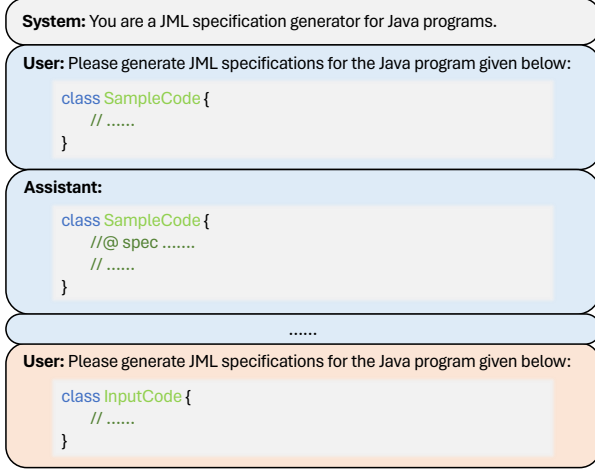 System: You are a JML specification generator for Java programs.
User: Please generate JML specifications for the Java program given below:
class SampleCode {
// ......
}
Assistant:
class SampleCode {
//@ spec .......
// ......
}
......
User: Please generate JML specifications for the Java program given below:
class InputCode {
// ......
}